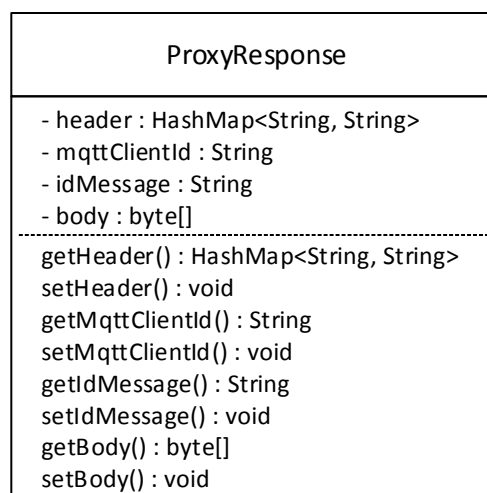 ProxyResponse
- header : HashMap<String, String>
- mqttClientId : String
- idMessage : String
- body : byte[]
getHeader() : HashMap<String, String>
setHeader() : void
getMqttClientId() : String
setMqttClientId() : void
getIdMessage() : String
setIdMessage() : void
getBody() : byte[]
setBody() : void